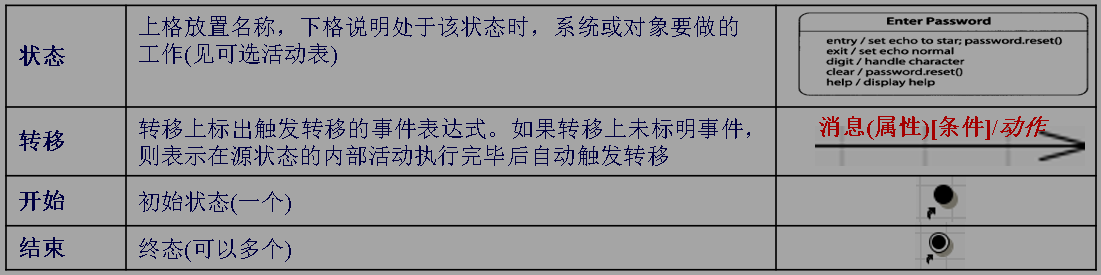 状态
上格放置名称，下格说明处于该状态时，系统或对象要做的
工作(见可选活动表)
Enter Password
entry / set echo to star; password.reset()
exit / set echo normal
digit / handle character
clear / password.reset()
help / display help
转移
转移上标出触发转移的事件表达式。如果转移上未标明事件，
则表示在源状态的内部活动执行完毕后自动触发转移
消息(属性)[条件]/动作
开始
初始状态(一个)
结束
终态(可以多个)